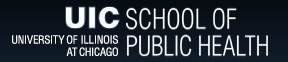 UIC SCHOOL OF
UNIVERSITY OF ILLINOIS
AT CHICAGO
PUBLIC HEALTH